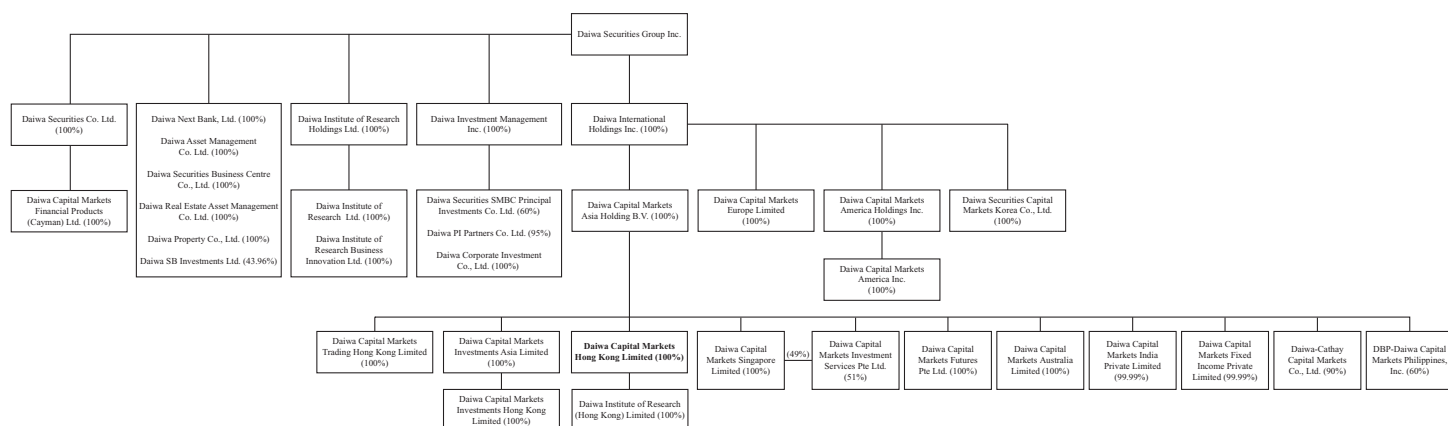 Daiwa Securities Group Inc.
Daiwa Securities Co. Ltd.
(100%)
Daiwa Next Bank, Ltd. (100%)
Daiwa Asset Management
Co. Ltd. (100%)
Daiwa Securities Business Centre
Co., Ltd. (100%)
Daiwa Real Estate Asset Management
Co. Ltd. (100%)
Daiwa Property Co., Ltd. (100%)
Daiwa SB Investments Ltd. (43.96%)
Daiwa Institute of Research
Holdings Ltd. (100%)
Daiwa Investment Management
Inc. (100%)
Daiwa International
Holdings Inc. (100%)
Daiwa Capital Markets
Financial Products
(Cayman) Ltd. (100%)
Daiwa Institute of
Research Ltd. (100%)
Daiwa Institute of
Research Business
Innovation Ltd. (100%)
Daiwa Securities SMBC Principal
Investments Co. Ltd. (60%)
Daiwa PI Partners Co. Ltd. (95%)
Daiwa Corporate Investment
Co., Ltd. (100%)
Daiwa Capital Markets
Asia Holding B.V. (100%)
Daiwa Capital Markets
Europe Limited
(100%)
Daiwa Capital Markets
America Holdings Inc.
(100%)
Daiwa Securities Capital
Markets Korea Co., Ltd.
(100%)
Daiwa Capital Markets
America Inc.
(100%)
Daiwa Capital Markets
Trading Hong Kong Limited
(100%)
Daiwa Capital Markets
Investments Asia Limited
(100%)
Daiwa Capital Markets
Hong Kong Limited (100%)
Daiwa Capital
Markets Singapore
Limited (100%)
(49%)
Daiwa Capital
Markets Investment
Services Pte Ltd.
(51%)
Daiwa Capital
Markets Futures
Pte Ltd. (100%)
Daiwa Capital
Markets Australia
Limited (100%)
Daiwa Capital
Markets India
Private Limited
(99.99%)
Daiwa Capital
Markets Fixed
Income Private
Limited (99.99%)
Daiwa-Cathay
Capital Markets
Co., Ltd. (90%)
DBP-Daiwa Capital
Markets Philippines,
Inc. (60%)
Daiwa Capital Markets
Investments Hong Kong
Limited (100%)
Daiwa Institute of Research
(Hong Kong) Limited (100%)